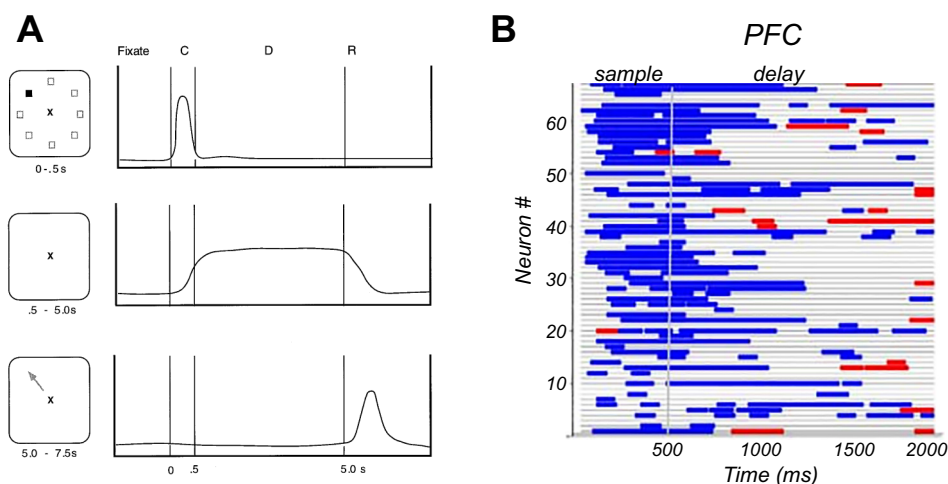 A
Fixate C D R
x
0-.5s
x
.5 - 5.0s
x
5.0 - 7.5s
0 .5 5.0 s
B
PFC
sample delay
Neuron #
60
50
40
30
20
10
500 1000 1500 2000
Time (ms)